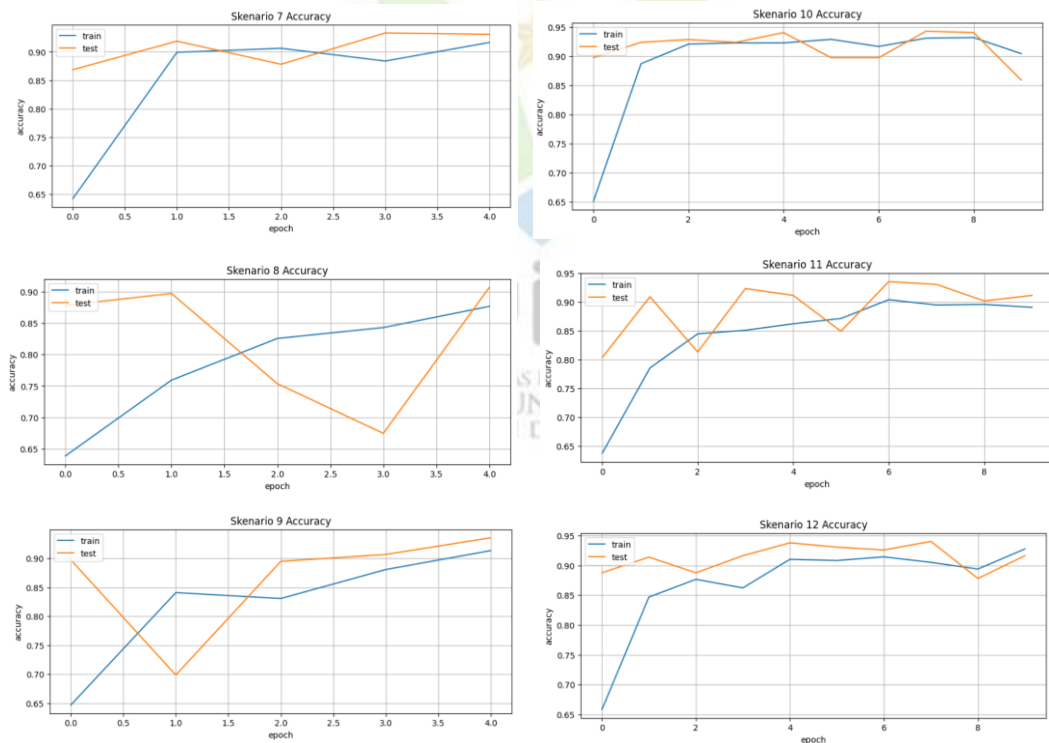 Skenario 7 Accuracy
train
test
0.90
0.85
0.80
0.75
0.70
0.65
accuracy
0.0 0.5 1.0 1.5 2.0 2.5 3.0 3.5 4.0
epoch
Skenario 10 Accuracy
train
test
0.95
0.90
0.85
0.80
0.75
0.70
0.65
accuracy
0 2 4 6 8
epoch
Skenario 8 Accuracy
train
test
0.90
0.85
0.80
0.75
0.70
0.65
accuracy
0.0 0.5 1.0 1.5 2.0 2.5 3.0 3.5 4.0
epoch
Skenario 11 Accuracy
train
test
0.95
0.90
0.85
0.80
0.75
0.70
0.65
accuracy
0 2 4 6 8
epoch
Skenario 9 Accuracy
train
test
0.90
0.85
0.80
0.75
0.70
0.65
accuracy
0.0 0.5 1.0 1.5 2.0 2.5 3.0 3.5 4.0
epoch
Skenario 12 Accuracy
train
test
0.95
0.90
0.85
0.80
0.75
0.70
0.65
accuracy
0 2 4 6 8
epoch